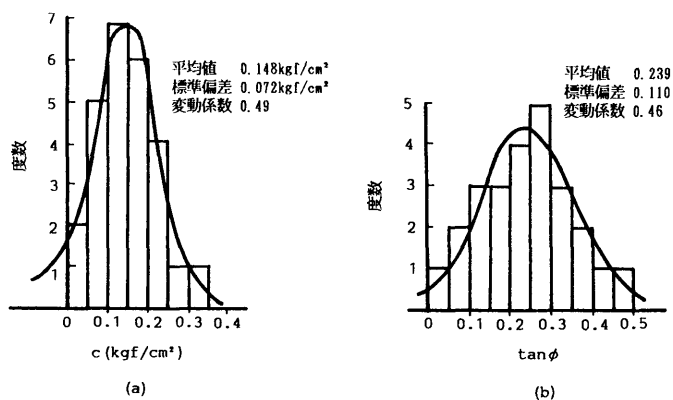 7
6
5
4
3
2
1
度数
平均値 0.148kgf/cm²
標準偏差 0.072kgf/cm²
変動係数 0.49
0 0.1 0.2 0.3 0.4
c(kgf/cm²)
(a)
平均値 0.239
標準偏差 0.110
変動係数 0.46
5
4
3
2
1
度数
0 0.1 0.2 0.3 0.4 0.5
tanϕ
(b)